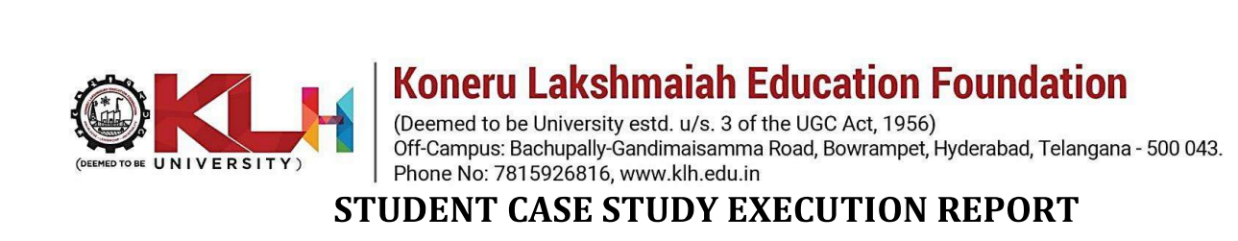 KLH
(DEEMED TO BE UNIVERSITY)
Koneru Lakshmaiah Education Foundation
(Deemed to be University estd. u/s. 3 of the UGC Act, 1956)
Off-Campus: Bachupally-Gandimaisamma Road, Bowrampet, Hyderabad, Telangana - 500 043.
Phone No: 7815926816, www.klh.edu.in
STUDENT CASE STUDY EXECUTION REPORT